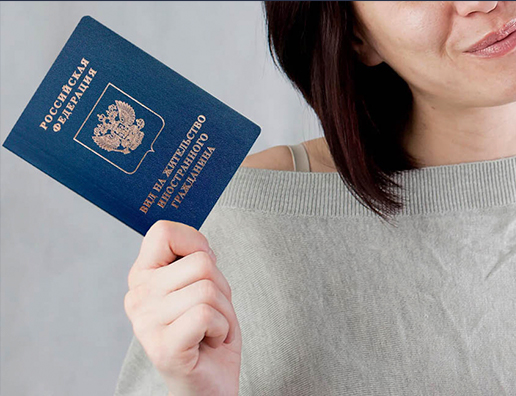 РОССИЙСКАЯ
ФЕДЕРАЦИЯ
ВИД НА ЖИТЕЛЬСТВО
ИНОСТРАННОГО
ГРАЖДАНИНА